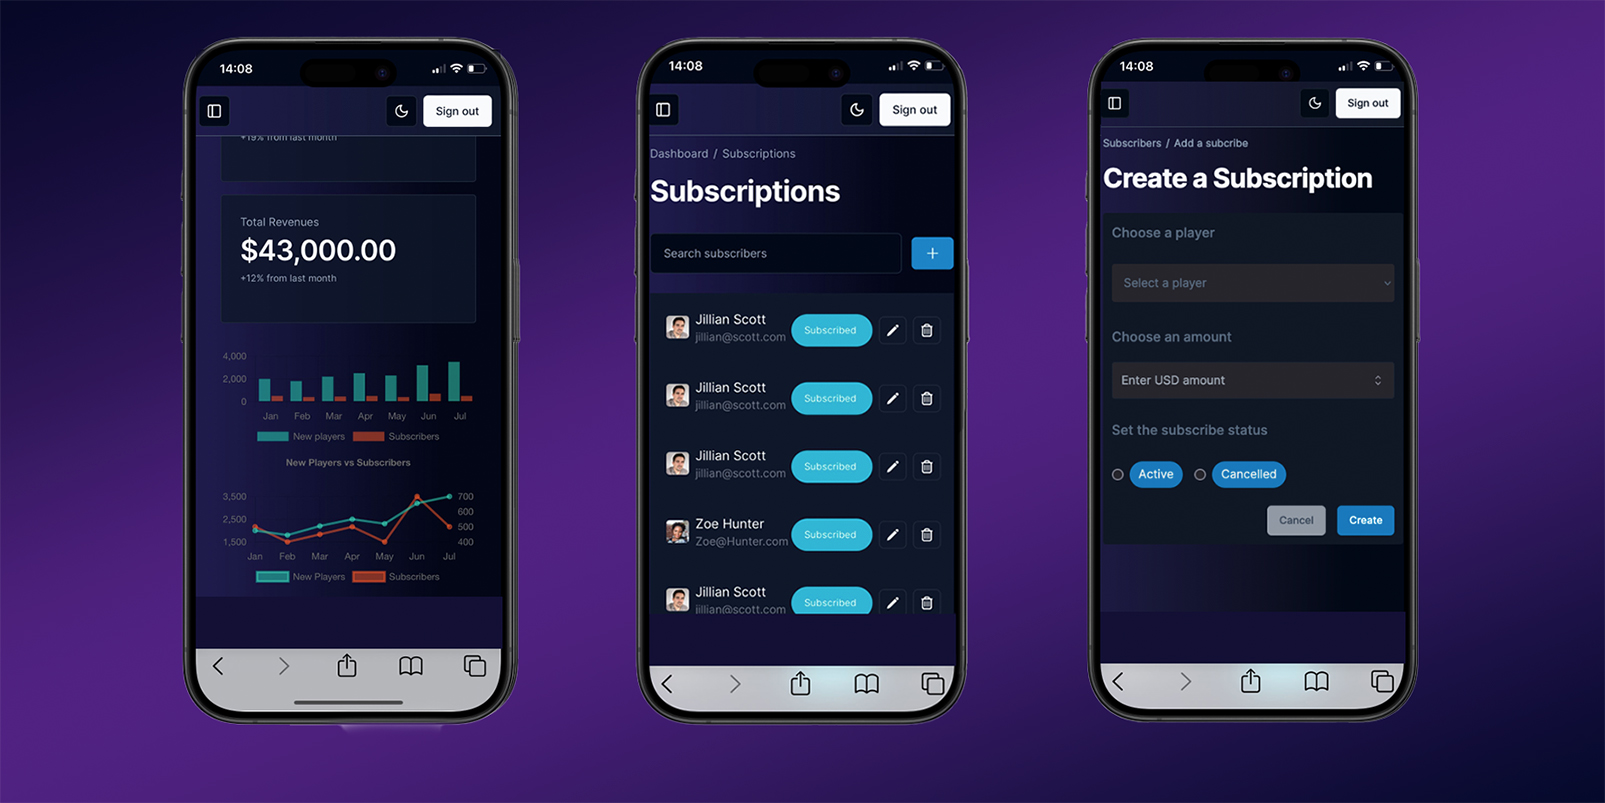 14:08
Sign out
+19% from last month
Total Revenues
$43,000.00
+12% from last month
4,000
2,000
0
Jan Feb Mar Apr May Jun Jul
New players Subscribers
New Players vs Subscribers
3,500 700
600
2,500 500
1,500 400
Jan Feb Mar Apr May Jun Jul
New Players Subscribers
14:08
Sign out
Dashboard / Subscriptions
Subscriptions
Search subscribers +
Jillian Scott
jillian@scott.com
Subscribed
Jillian Scott
jillian@scott.com
Subscribed
Jillian Scott
jillian@scott.com
Subscribed
Zoe Hunter
Zoe@Hunter.com
Subscribed
Jillian Scott
jillian@scott.com
Subscribed
14:08
Sign out
Subscribers / Add a subcribe
Create a Subscription
Choose a player
Select a player
Choose an amount
Enter USD amount
Set the subscribe status
Active Cancelled
Cancel Create